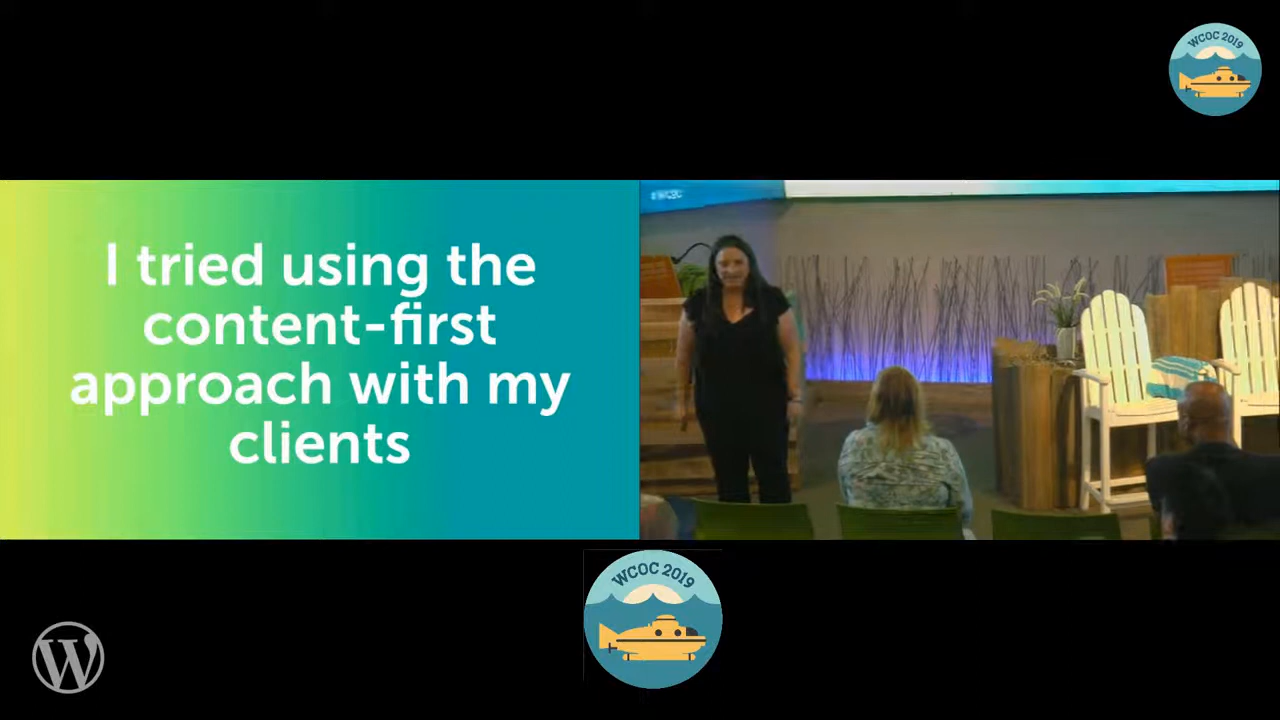 WCOC 2019
I tried using the
content-first
approach with my
clients
WCOC 2019